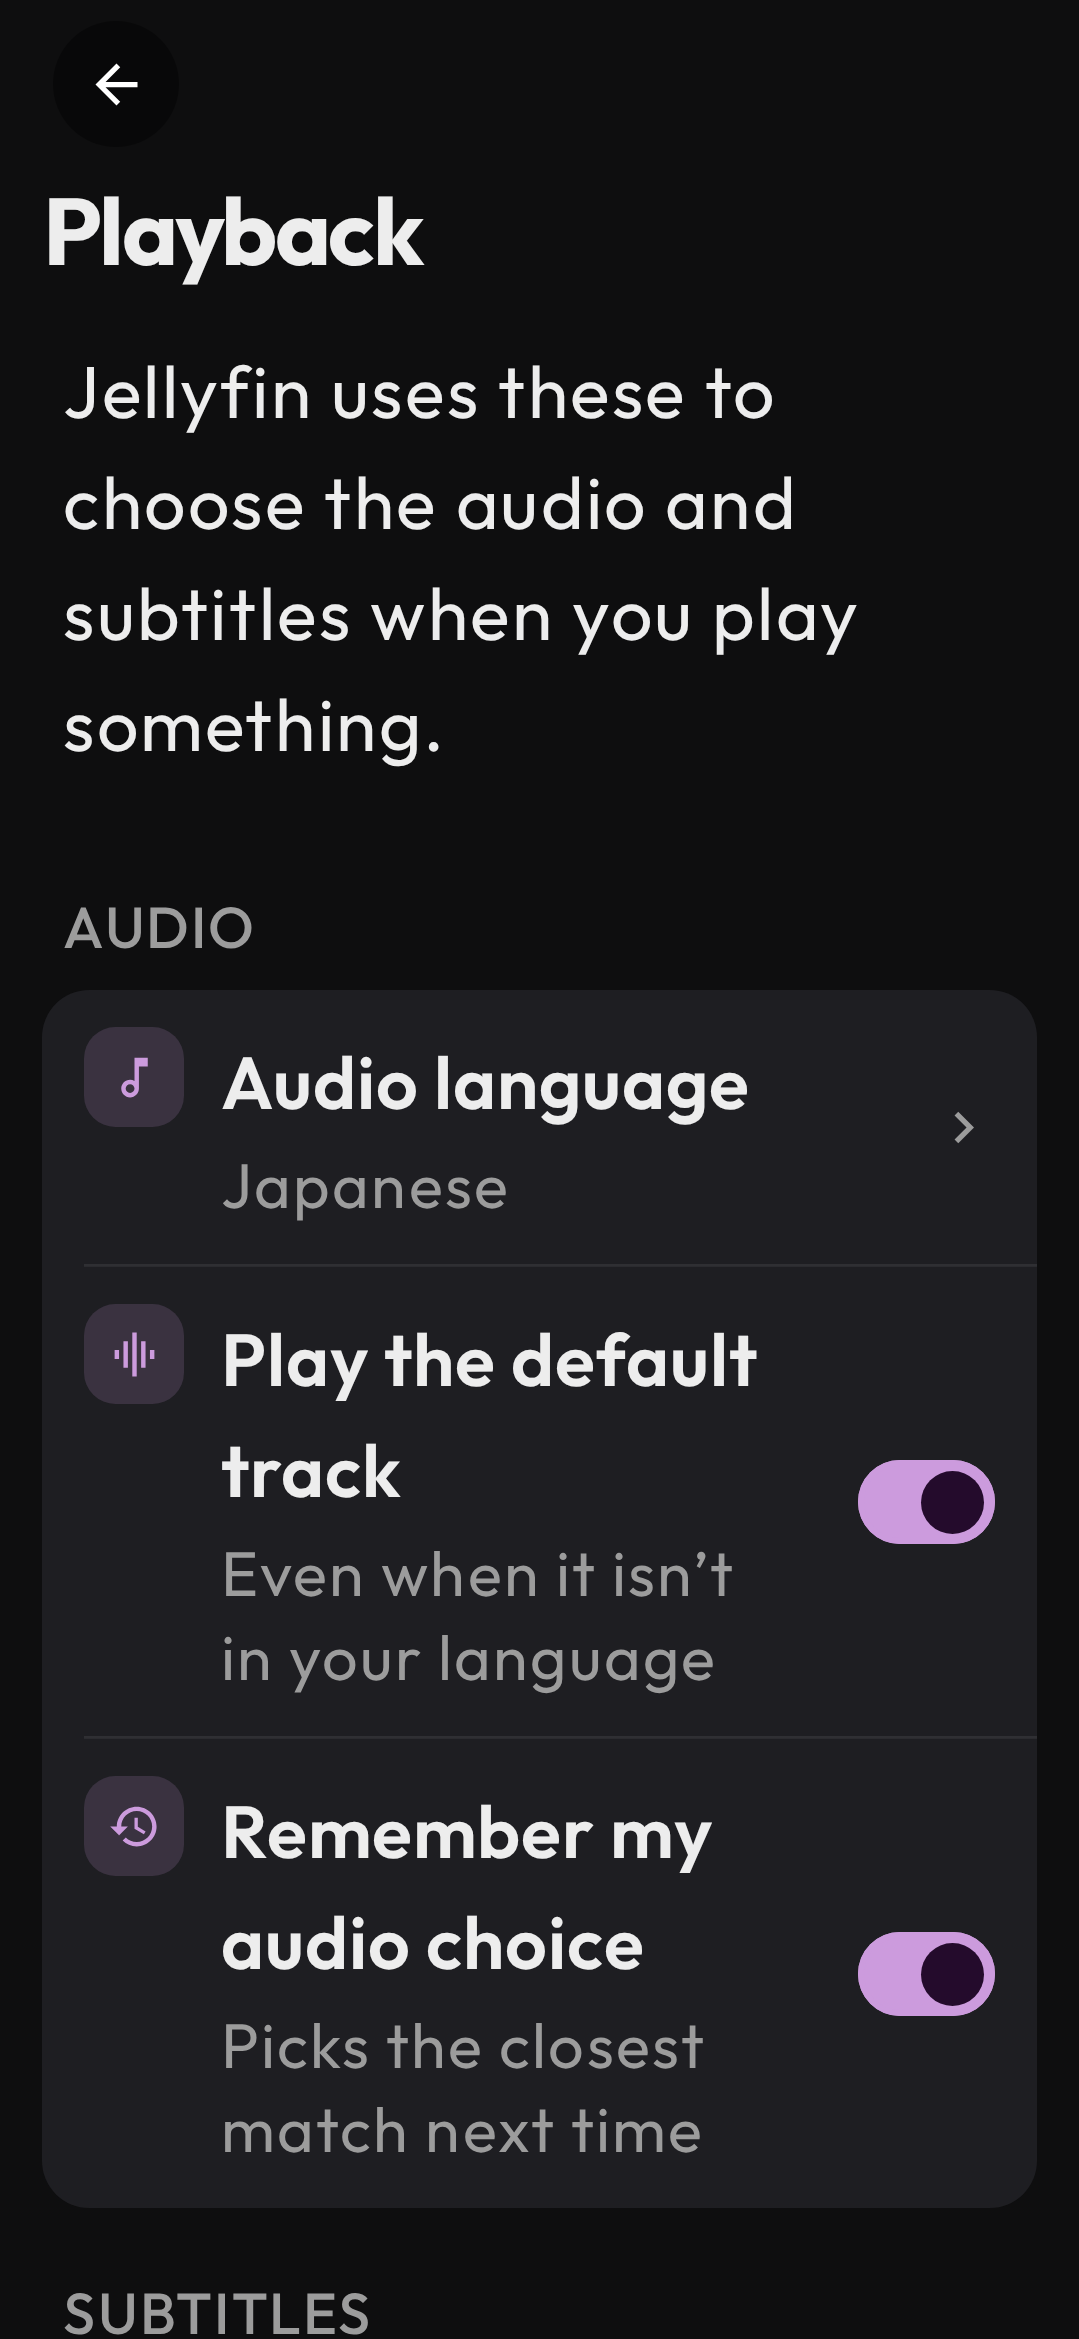 Playback
Jellyfin uses these to
choose the audio and
subtitles when you play
something.
AUDIO
Audio language
Japanese
Play the default
track
Even when it isn’t
in your language
Remember my
audio choice
Picks the closest
match next time
SUBTITLES